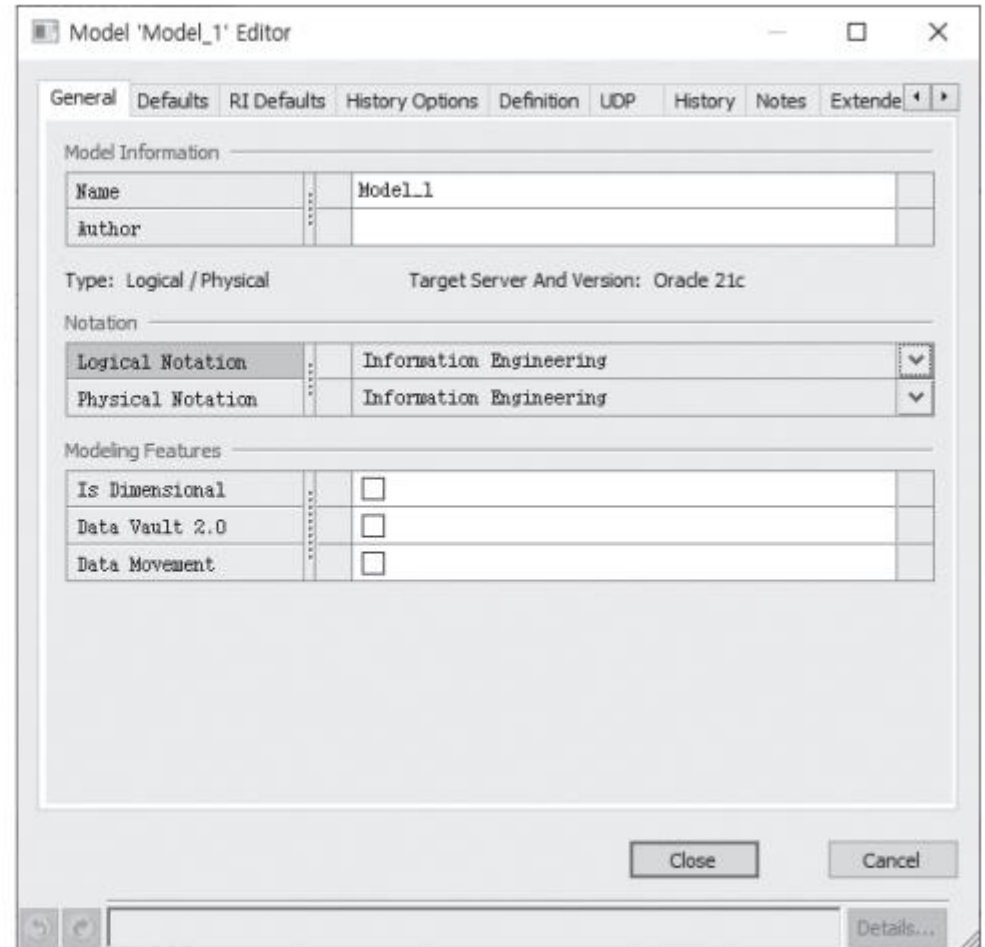 Model 'Model_1' Editor
General Defaults RI Defaults History Options Definition UDP History Notes Extende
Model Information
Name Model_1
Author
Type: Logical / Physical Target Server And Version: Oracle 21c
Notation
Logical Notation Information Engineering
Physical Notation Information Engineering
Modeling Features
Is Dimensional
Data Vault 2.0
Data Movement
Close Cancel
Details...